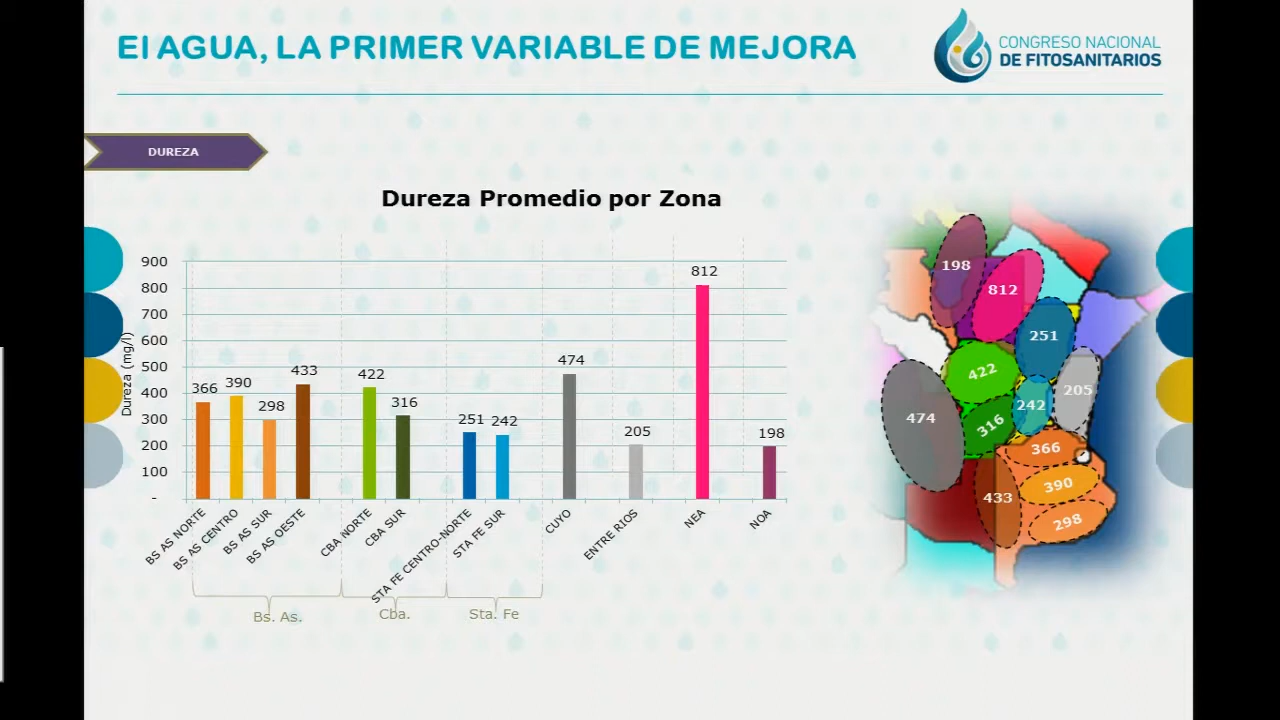 El AGUA, LA PRIMER VARIABLE DE MEJORA
CONGRESO NACIONAL
DE FITOSANITARIOS
DUREZA
Dureza Promedio por Zona
Dureza (mg/l)
900
800
700
600
500
400
300
200
100
-
366
390
298
433
422
316
251
242
474
205
812
198
BS AS NORTE
BS AS CENTRO
BS AS SUR
BS AS OESTE
CBA NORTE
CBA SUR
STA FE CENTRO-NORTE
STA FE SUR
CUYO
ENTRE RIOS
NEA
NOA
Bs. As.
Cba.
Sta. Fe
198
812
251
422
205
242
474
316
366
433
390
298